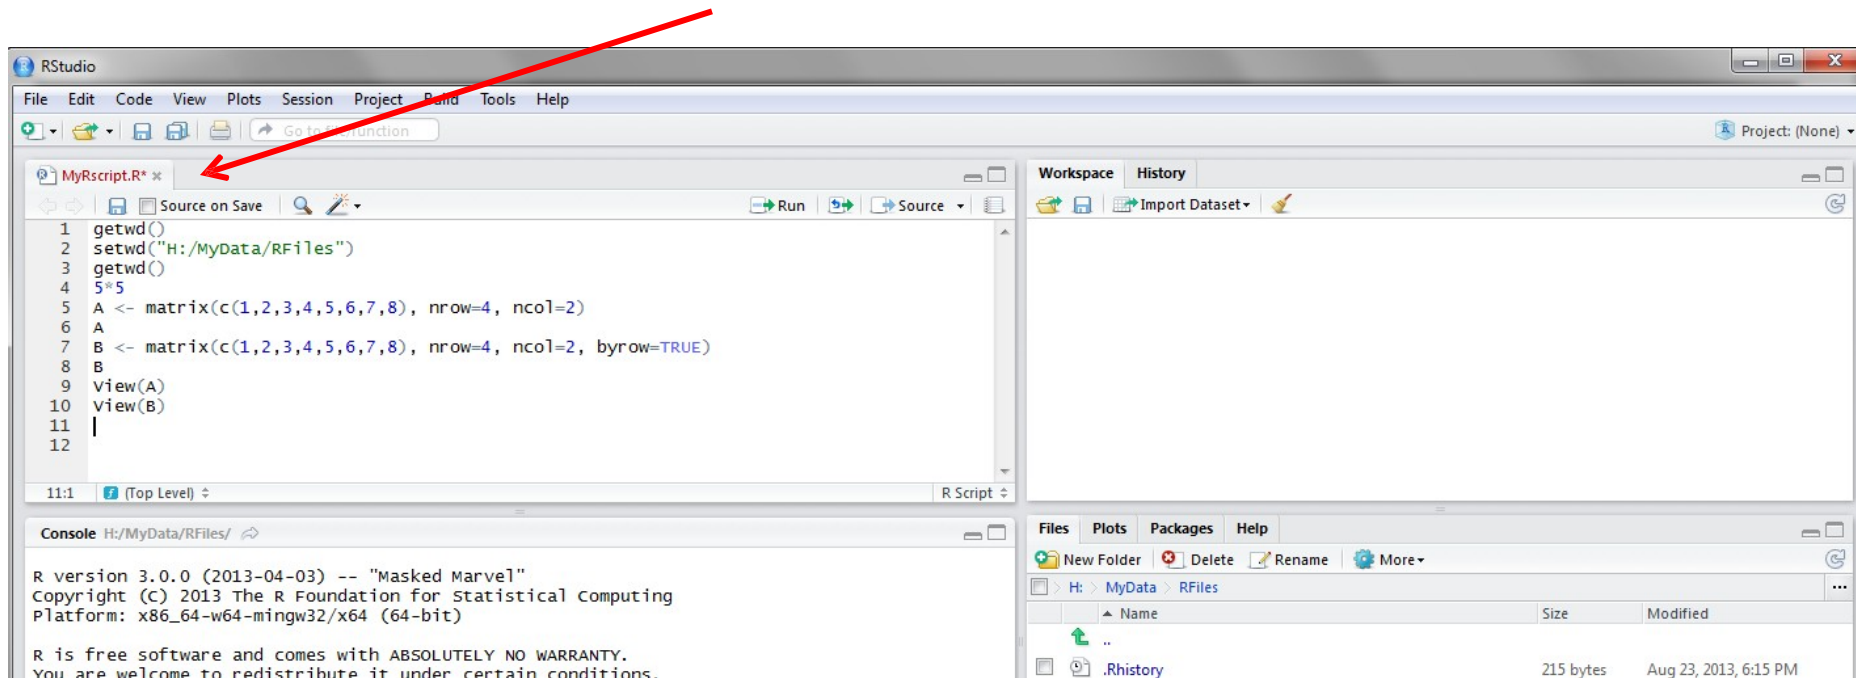 RStudio
File Edit Code View Plots Session Project Build Tools Help
Go to file/function
Project: (None)
MyRscript.R*
Source on Save
Run
Source
1 getwd()
2 setwd("H:/MyData/RFiles")
3 getwd()
4 5*5
5 A <- matrix(c(1,2,3,4,5,6,7,8), nrow=4, ncol=2)
6 A
7 B <- matrix(c(1,2,3,4,5,6,7,8), nrow=4, ncol=2, byrow=TRUE)
8 B
9 View(A)
10 View(B)
11
12
11:1 (Top Level) R Script
Console H:/MyData/RFiles/
R version 3.0.0 (2013-04-03) -- "Masked Marvel"
Copyright (C) 2013 The R Foundation for Statistical Computing
Platform: x86_64-w64-mingw32/x64 (64-bit)
R is free software and comes with ABSOLUTELY NO WARRANTY.
You are welcome to redistribute it under certain conditions.
Workspace History
Import Dataset
Files Plots Packages Help
New Folder Delete Rename More
H: MyData RFiles
Name Size Modified
..
.Rhistory 215 bytes Aug 23, 2013, 6:15 PM